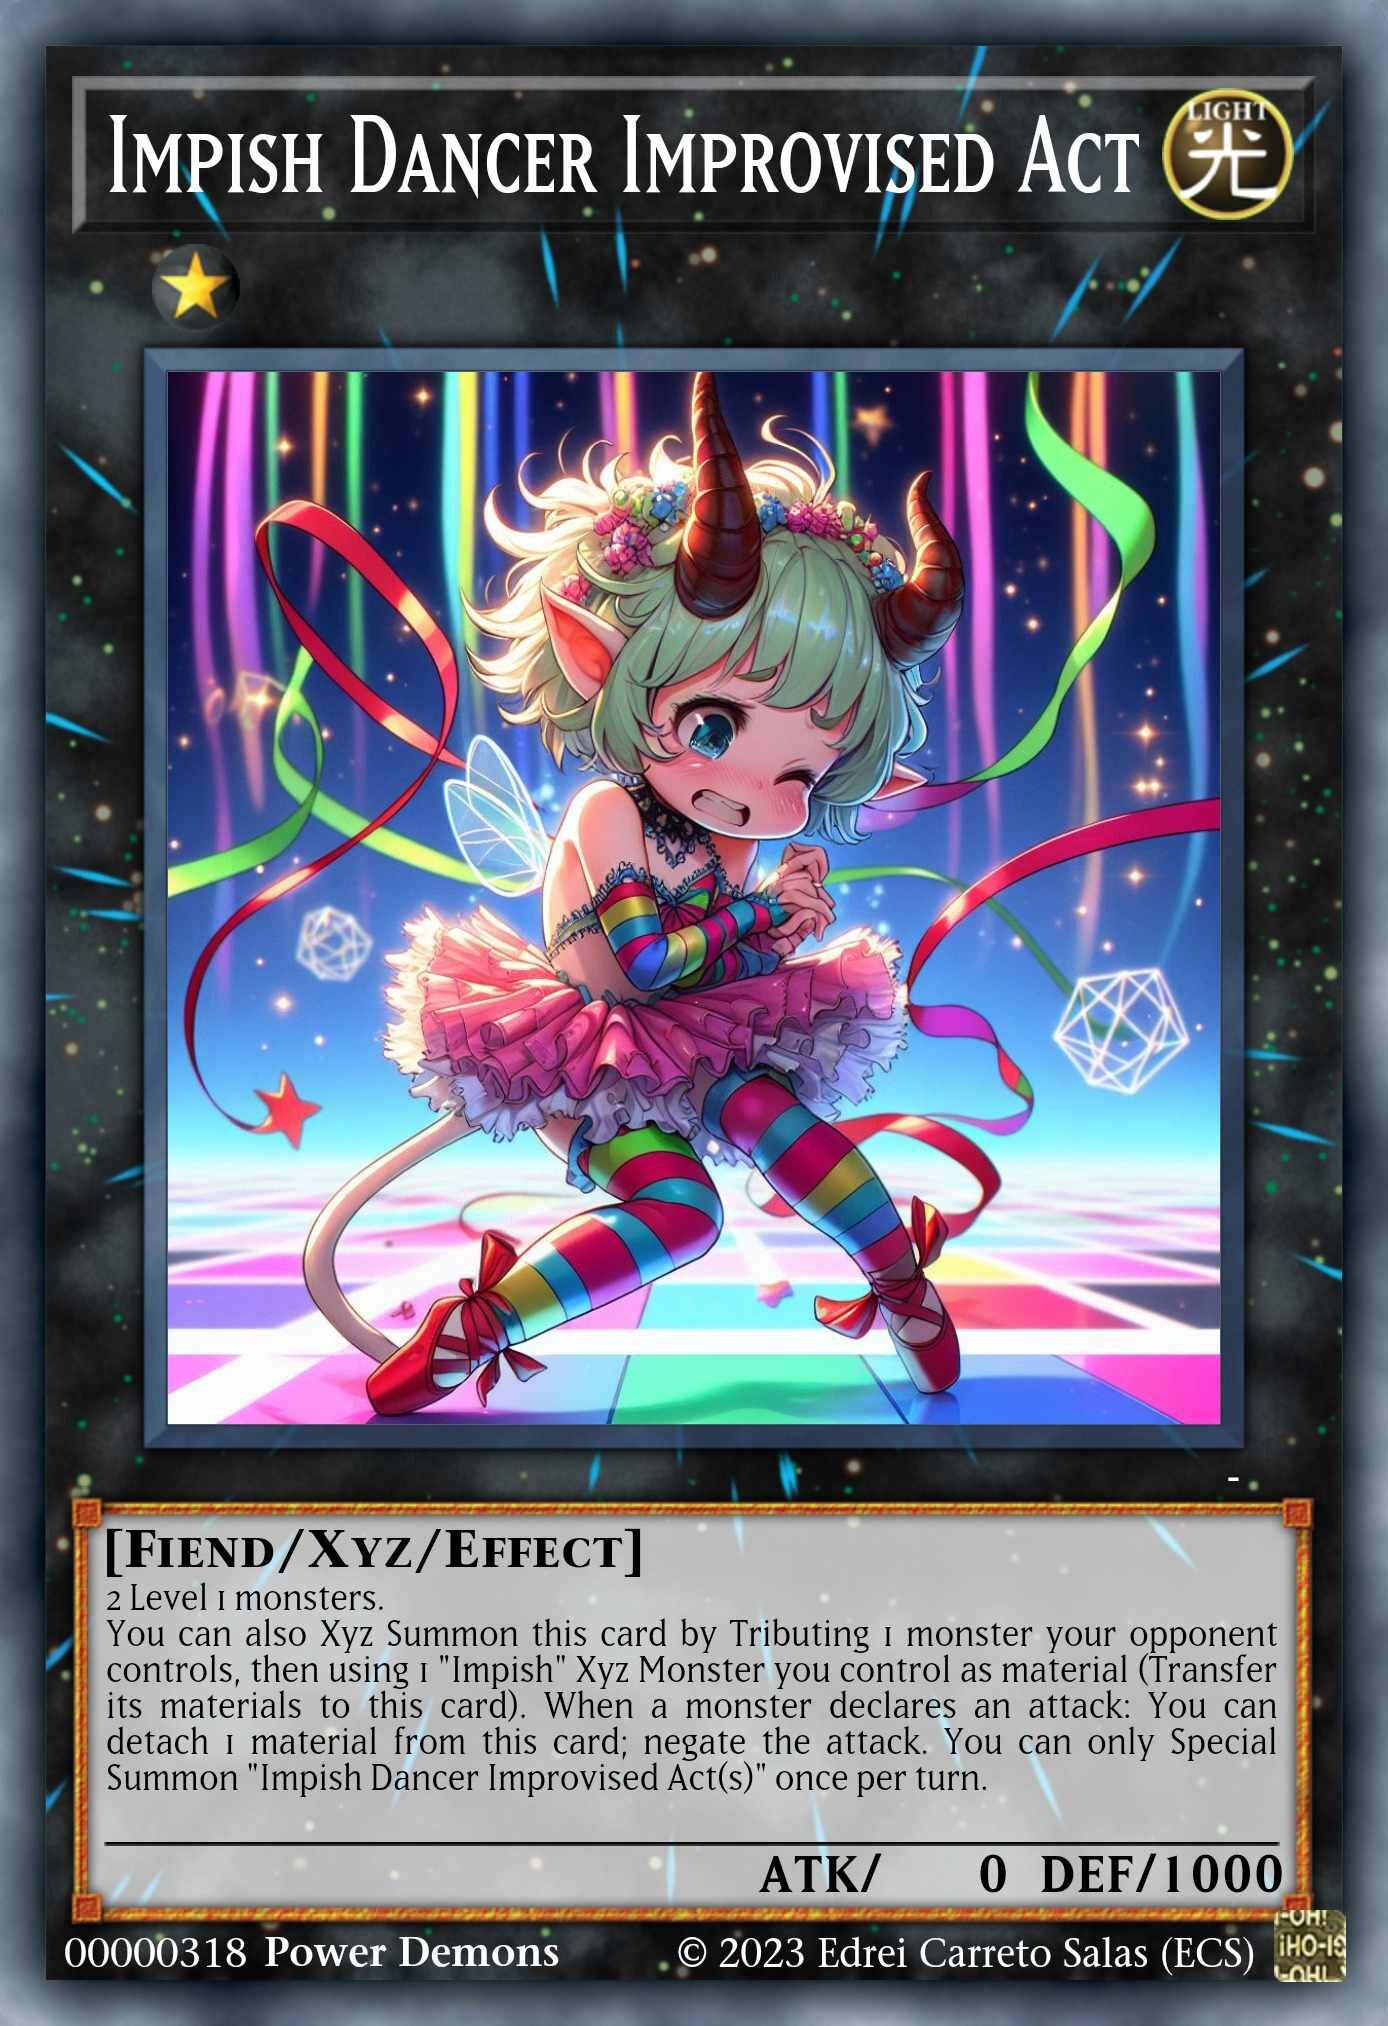 Impish Dancer Improvised Act
LIGHT
光
-
[Fiend/Xyz/Effect]
2 Level 1 monsters.
You can also Xyz Summon this card by Tributing 1 monster your opponent
controls, then using 1 "Impish" Xyz Monster you control as material (Transfer
its materials to this card). When a monster declares an attack: You can
detach 1 material from this card; negate the attack. You can only Special
Summon "Impish Dancer Improvised Act(s)" once per turn.
ATK/ 0 DEF/1000
00000318 Power Demons © 2023 Edrei Carreto Salas (ECS)